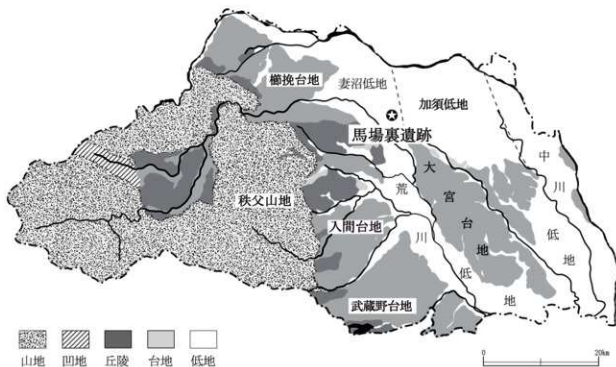 櫛挽台地
妻沼低地
加須低地
馬場裏遺跡
秩父山地
入間台地
武蔵野台地
荒川低地
大宮台地
中川低地
山地
凹地
丘陵
台地
低地
0
20km